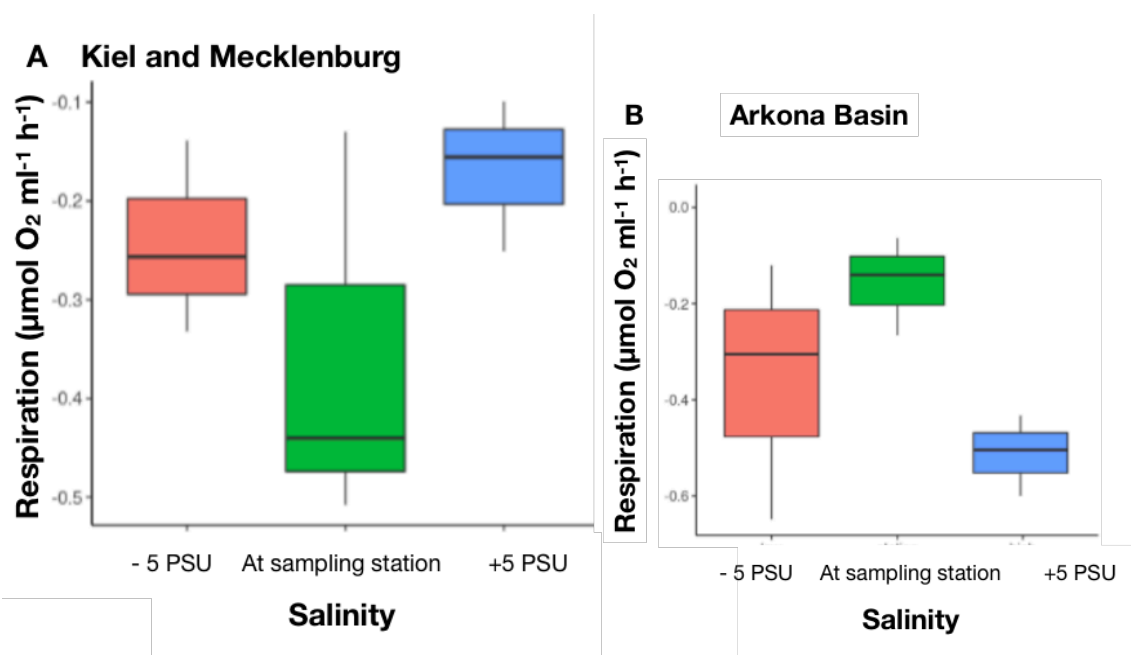 A Kiel and Mecklenburg
Respiration (µmol O₂ ml⁻¹ h⁻¹)
-0.1
-0.2
-0.3
-0.4
-0.5
- 5 PSU At sampling station +5 PSU
Salinity
B Arkona Basin
Respiration (µmol O₂ ml⁻¹ h⁻¹)
0.0
-0.2
-0.4
-0.6
- 5 PSU At sampling station +5 PSU
Salinity